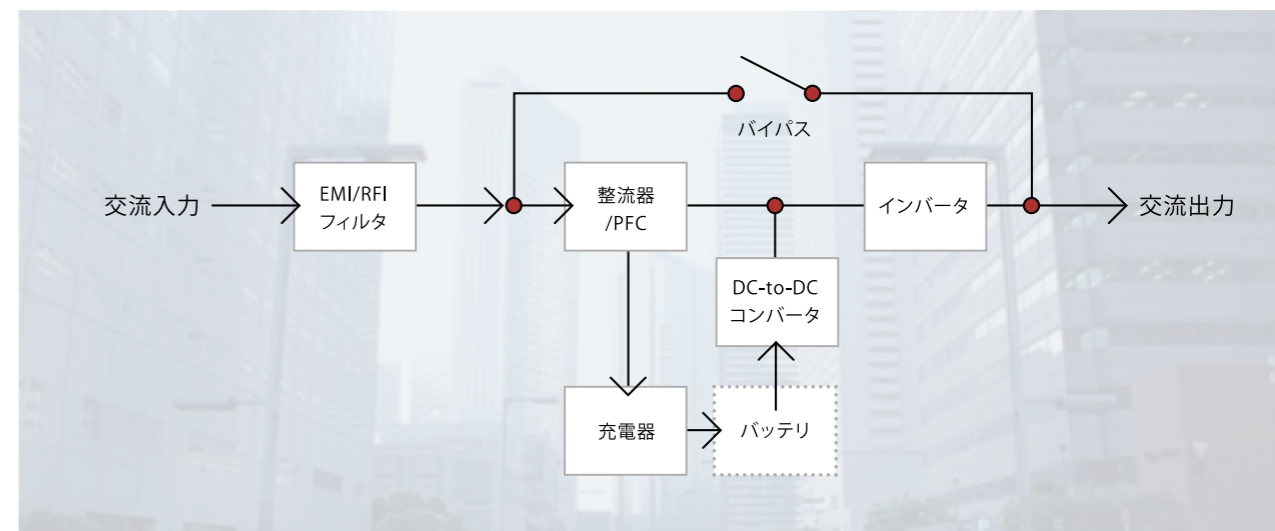 バイパス
交流入力
EMI/RFI
フィルタ
整流器
/PFC
インバータ
交流出力
DC-to-DC
コンバータ
充電器
バッテリ